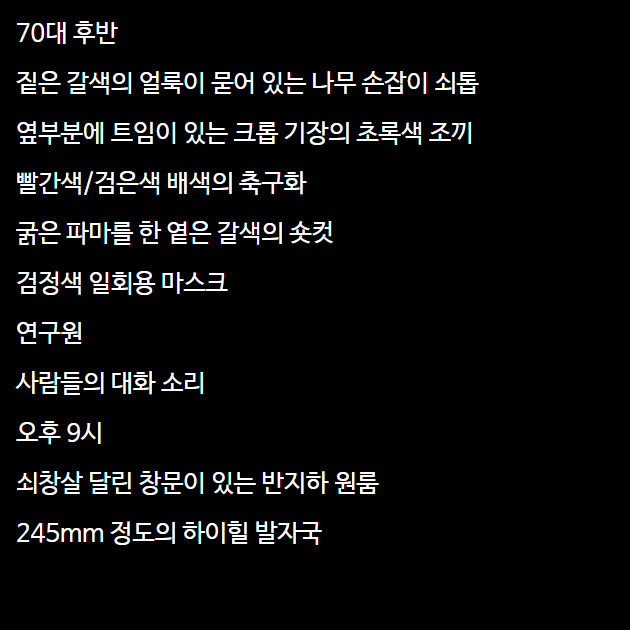 70대 후반
짙은 갈색의 얼룩이 묻어 있는 나무 손잡이 쇠톱
옆부분에 트임이 있는 크롭 기장의 초록색 조끼
빨간색/검은색 배색의 축구화
굵은 파마를 한 옅은 갈색의 숏컷
검정색 일회용 마스크
연구원
사람들의 대화 소리
오후 9시
쇠창살 달린 창문이 있는 반지하 원룸
245mm 정도의 하이힐 발자국